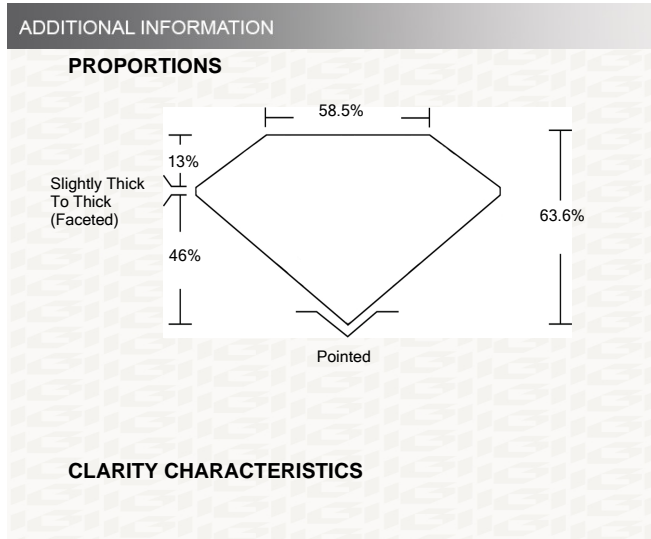 ADDITIONAL INFORMATION
PROPORTIONS
58.5%
13%
Slightly Thick
To Thick
(Faceted)
63.6%
46%
Pointed
CLARITY CHARACTERISTICS